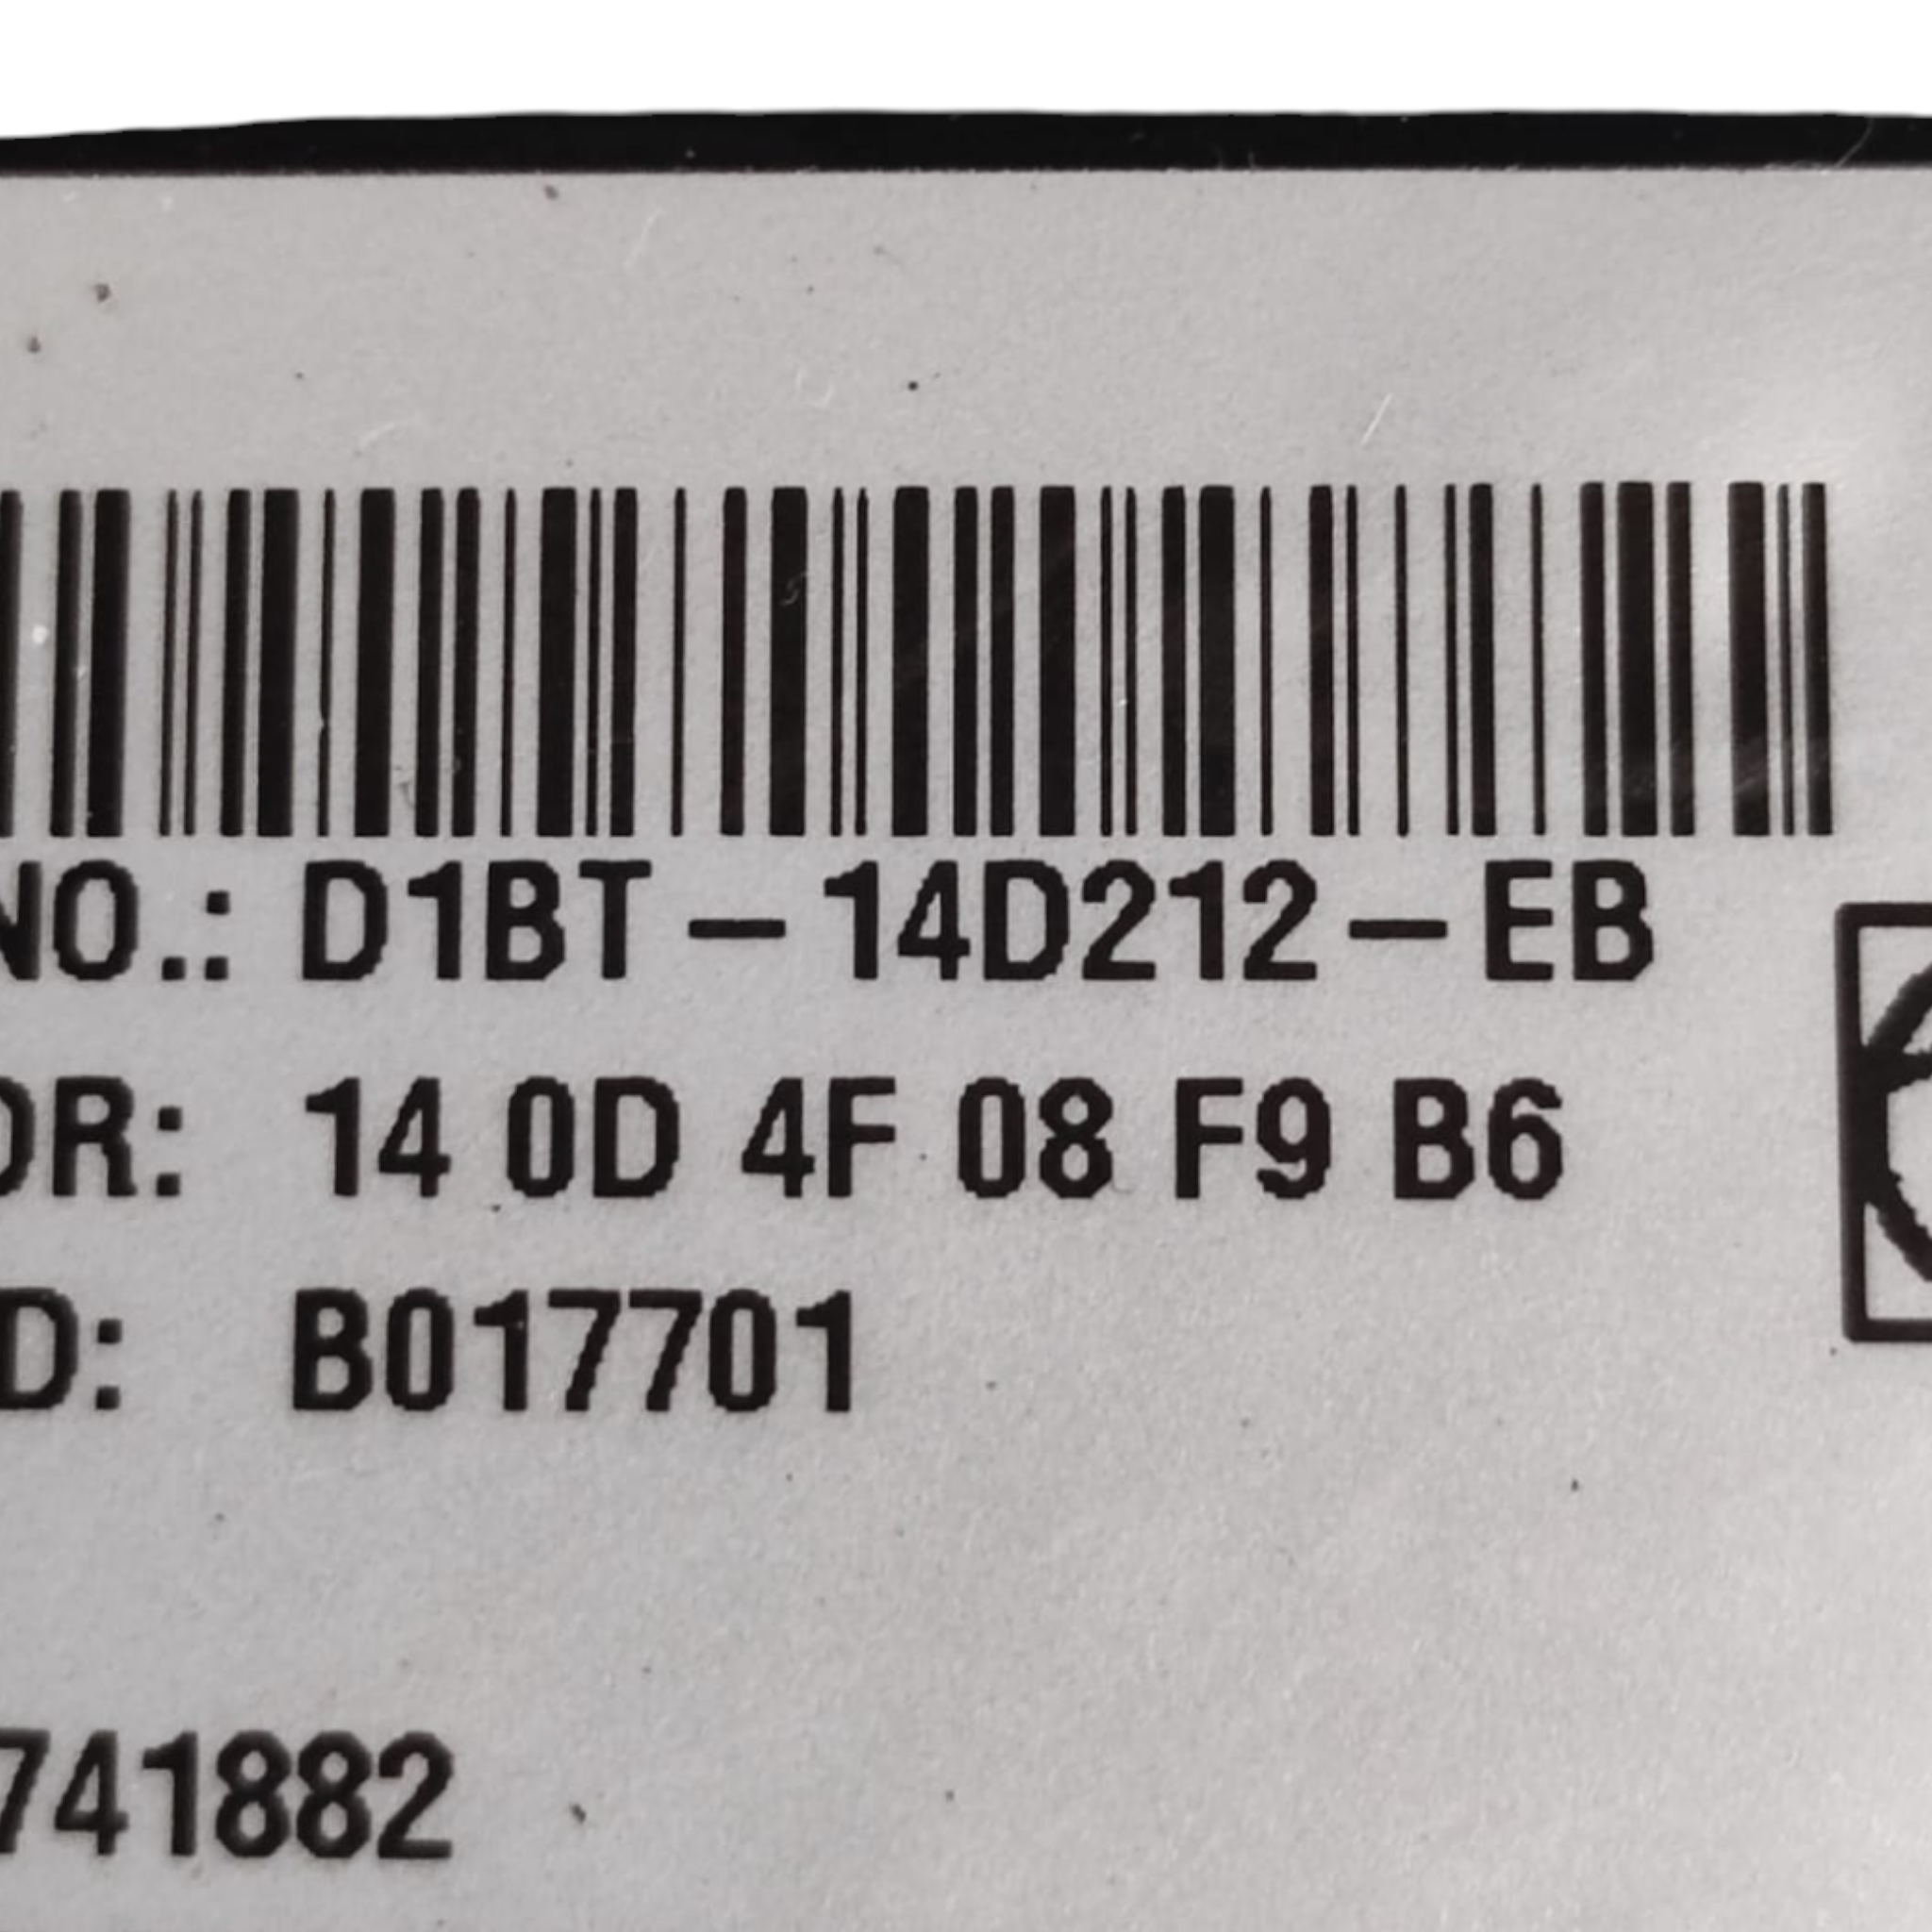 NO.: D1BT-14D212-EB
DR: 14 0D 4F 08 F9 B6
D: B017701
741882